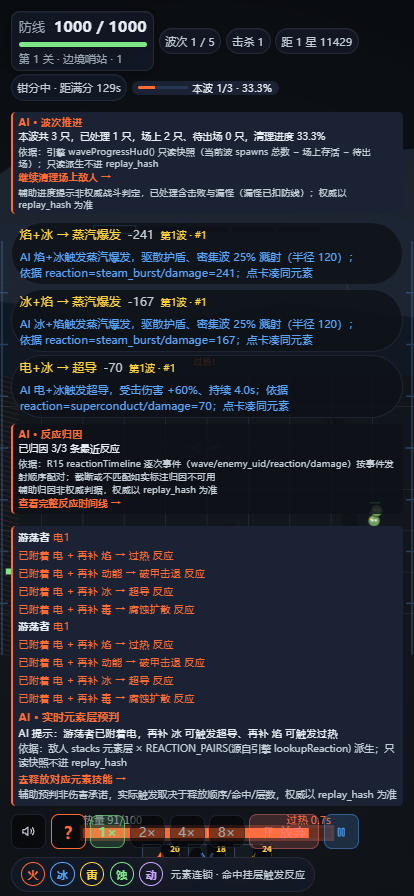 防线 1000 / 1000
第 1 关 · 边境哨站 · 1
波次 1 / 5
击杀 1
距 1 星 11429
钳分中 · 距满分 129s
本波 1/3 · 33.3%
AI · 波次推进
本波共 3 只，已处理 1 只，场上 2 只、待出场 0 只，清理进度 33.3%
依据：引擎 waveProgressHud() 只读快照（当前波 spawns 总数 − 场上存活 − 待出
场）；只读派生不进 replay_hash
继续清理场上敌人 →
辅助进度提示非权威战斗判定，已处理含击败与漏怪（漏怪已扣防线）；权威以
replay_hash 为准
焰+冰 → 蒸汽爆发 -241 第1波 · #1
AI 焰+冰触发蒸汽爆发，驱散护盾、密集波 25% 溅射（半径 120）；
依据 reaction=steam_burst/damage=241；点卡凑同元素
冰+焰 → 蒸汽爆发 -167 第1波 · #1
AI 冰+焰触发蒸汽爆发，驱散护盾、密集波 25% 溅射（半径 120）；
依据 reaction=steam_burst/damage=167；点卡凑同元素
过热！
电+冰 → 超导 -70 第1波 · #1
AI 电+冰触发超导，受击伤害 +60%、持续 4.0s；依据
reaction=superconduct/damage=70；点卡凑同元素
AI · 反应归因
已归因 3/3 条最近反应
依据：R15 reactionTimeline 逐次事件（wave/enemy_uid/reaction/damage）按事件发
射顺序配对；截断或不匹配如实标注归因不可用
辅助归因非权威判据，权威以 replay_hash 为准
查看完整反应时间线 →
游荡者 电1
已附着 电 + 再补 焰 → 过热 反应
已附着 电 + 再补 动能 → 破甲击退 反应
已附着 电 + 再补 冰 → 超导 反应
已附着 电 + 再补 毒 → 腐蚀扩散 反应
游荡者 电1
已附着 电 + 再补 焰 → 过热 反应
已附着 电 + 再补 动能 → 破甲击退 反应
已附着 电 + 再补 冰 → 超导 反应
已附着 电 + 再补 毒 → 腐蚀扩散 反应
AI · 实时元素层预判
AI 提示：游荡者已附着电，再补 冰 可触发超导、再补 焰 可触发过热
依据：敌人 stacks 元素层 × REACTION_PAIRS(源自引擎 lookupReaction) 派生；只
读快照不进 replay_hash
去释放对应元素技能 →
辅助预判非伤害承诺，实际触发取决于释放顺序/命中/层数，权威以 replay_hash 为准
热量 91/100
过热 0.7s
?
1×
2×
4×
8×
20
18
24
火 冰 雷 蚀 动 元素连锁 · 命中挂层触发反应